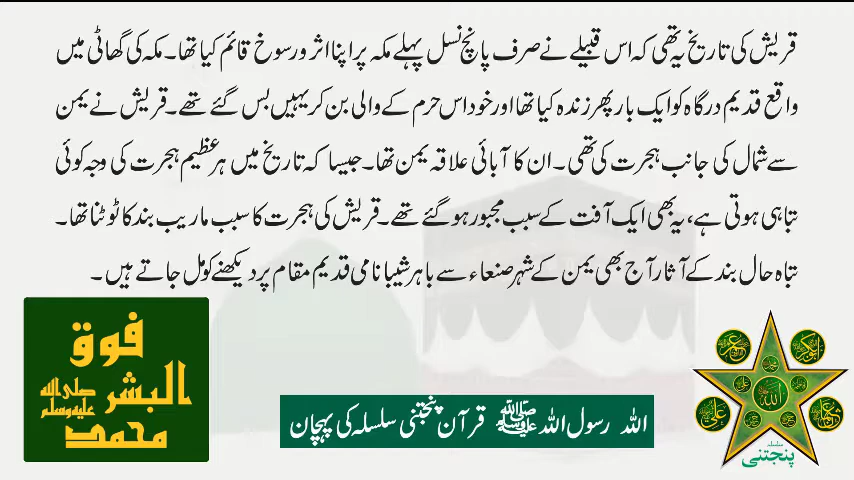 قریش کی تاریخ یہ تھی کہ اس قبیلے نے صرف پانچ نسل پہلے مکہ پر اپنا اثر و رسوخ قائم کیا تھا۔ مکہ کی گھاٹی میں
واقع قدیم درگاہ کو ایک بار پھر زندہ کیا تھا اور خود اس حرم کے والی بن کر یہیں بس گئے تھے۔ قریش نے یمن
سے شمال کی جانب ہجرت کی تھی۔ ان کا آبائی علاقہ یمن تھا۔ جیسا کہ تاریخ میں ہر عظیم ہجرت کی وجہ کوئی
تباہی ہوتی ہے، یہ بھی ایک آفت کے سبب مجبور ہو گئے تھے۔ قریش کی ہجرت کا سبب ماریب بند کا ٹوٹنا تھا۔
تباہ حال بند کے آثار آج بھی یمن کے شہر صنعاء سے باہر شیبا نامی قدیم مقام پر دیکھنے کو مل جاتے ہیں۔
فوق
البشر صلی اللہ علیہ وسلم
محمد
اللہ رسول اللہ ﷺ قرآن پنجتنی سلسلہ کی پہچان
ابوبکر
عمر
اللہ
علی
عثمان
سلسلہ
پنجتنی